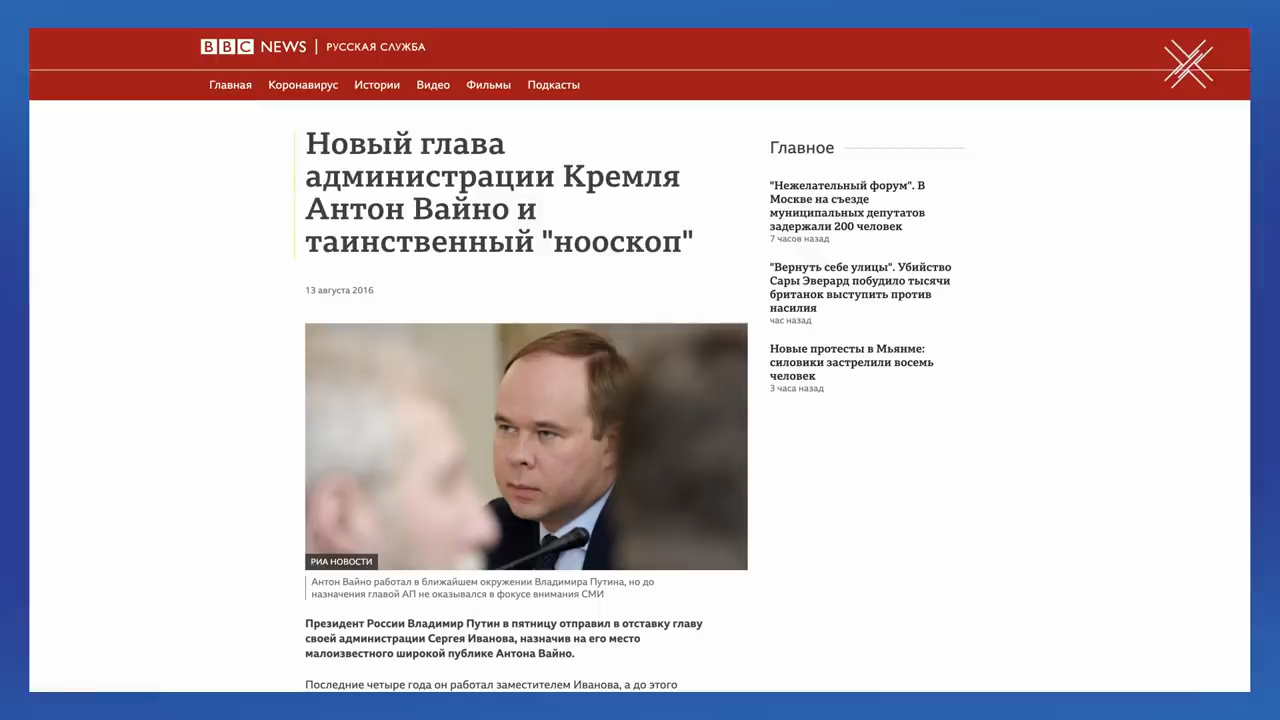 BBC NEWS | РУССКАЯ СЛУЖБА
Главная Коронавирус Истории Видео Фильмы Подкасты
Новый глава
администрации Кремля
Антон Вайно и
таинственный "нооскоп"
13 августа 2016
РИА НОВОСТИ
Антон Вайно работал в ближайшем окружении Владимира Путина, но до
назначения главой АП не оказывался в фокусе внимания СМИ
Президент России Владимир Путин в пятницу отправил в отставку главу
своей администрации Сергея Иванова, назначив на его место
малоизвестного широкой публике Антона Вайно.
Последние четыре года он работал заместителем Иванова, а до этого
Главное
"Нежелательный форум". В
Москве на съезде
муниципальных депутатов
задержали 200 человек
7 часов назад
"Вернуть себе улицы". Убийство
Сары Эверард побудило тысячи
британок выступить против
насилия
час назад
Новые протесты в Мьянме:
силовики застрелили восемь
человек
3 часа назад